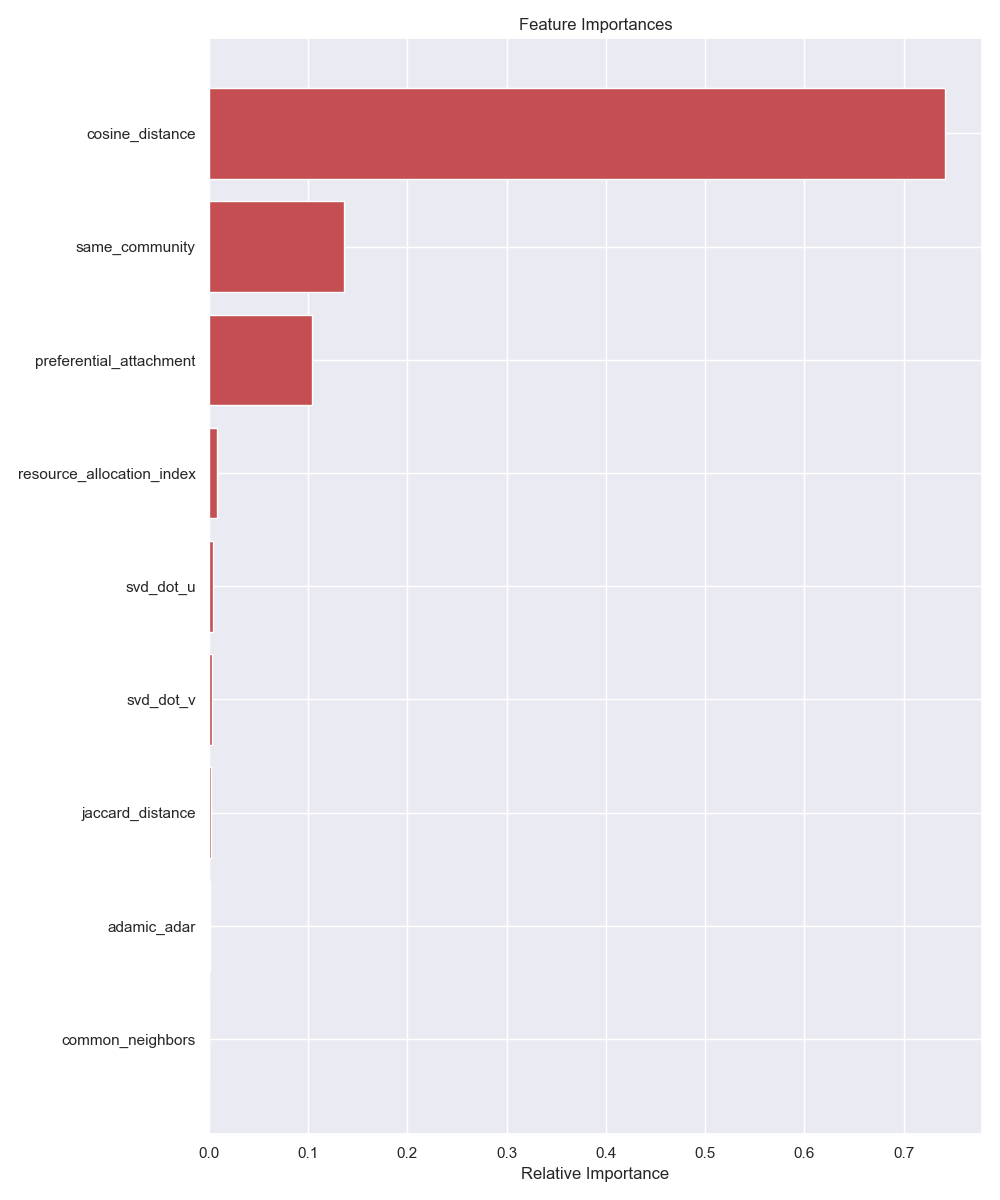 Feature Importances
cosine_distance
same_community
preferential_attachment
resource_allocation_index
svd_dot_u
svd_dot_v
jaccard_distance
adamic_adar
common_neighbors
0.0 0.1 0.2 0.3 0.4 0.5 0.6 0.7
Relative Importance